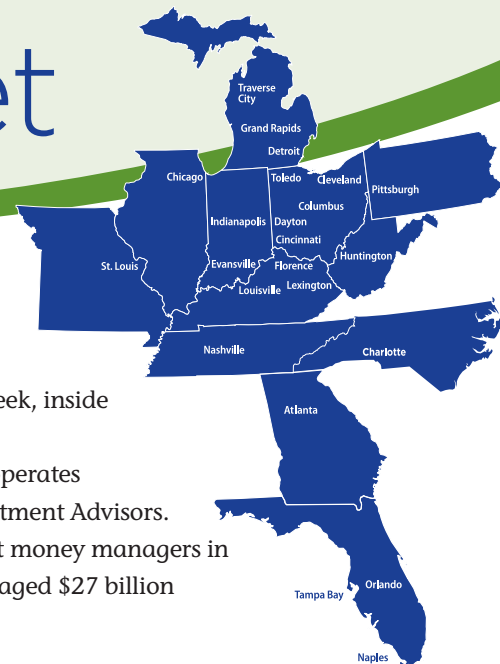 et
Traverse
City
Grand Rapids
Detroit
Chicago
Toledo
Cleveland
Pittsburgh
Columbus
Indianapolis
Dayton
Cincinnati
Huntington
St. Louis
Evansville
Florence
Louisville
Lexington
Nashville
Charlotte
eek, inside
Atlanta
perates
tment Advisors.
t money managers in
aged $27 billion
Orlando
Tampa Bay
Naples